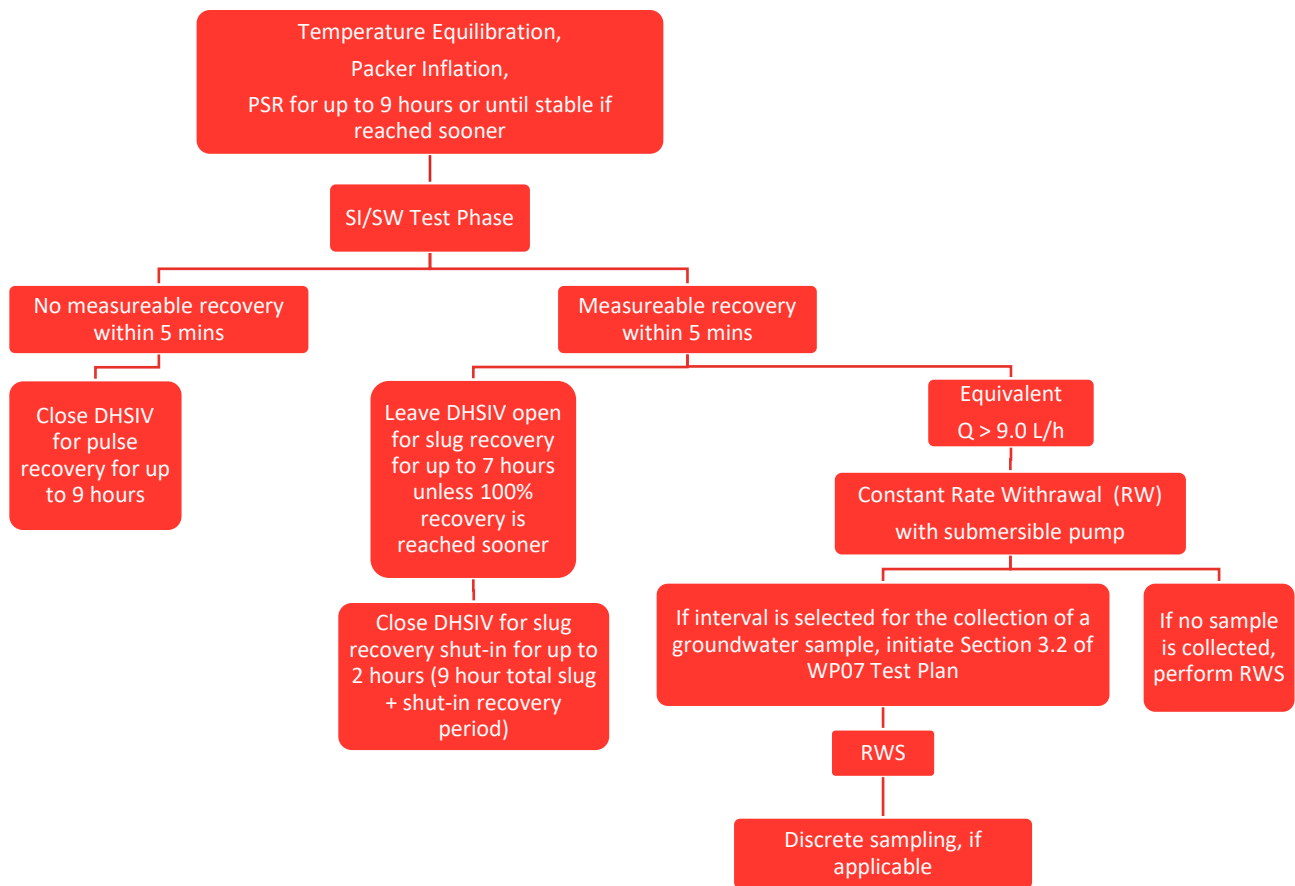 Temperature Equilibration,
Packer Inflation,
PSR for up to 9 hours or until stable if
reached sooner
SI/SW Test Phase
No measureable recovery
within 5 mins
Measureable recovery
within 5 mins
Close DHSIV
for pulse
recovery for up
to 9 hours
Leave DHSIV open
for slug recovery
for up to 7 hours
unless 100%
recovery is
reached sooner
Equivalent
Q > 9.0 L/h
Constant Rate Withrawal (RW)
with submersible pump
Close DHSIV for slug
recovery shut-in for up to
2 hours (9 hour total slug
+ shut-in recovery
period)
If interval is selected for the collection of a
groundwater sample, initiate Section 3.2 of
WP07 Test Plan
If no sample
is collected,
perform RWS
RWS
Discrete sampling, if
applicable